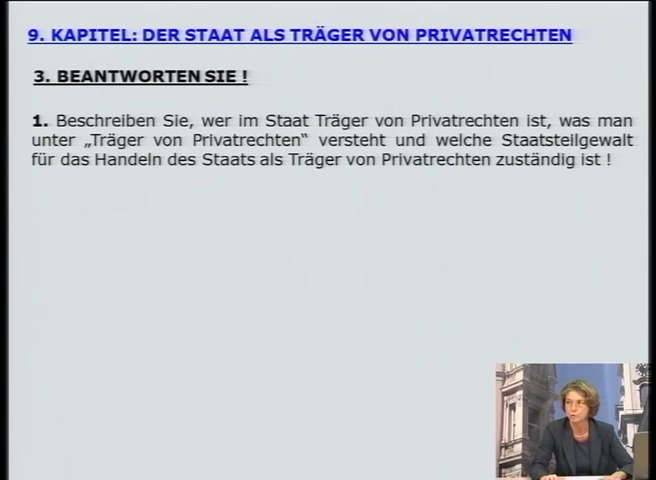 9. KAPITEL: DER STAAT ALS TRÄGER VON PRIVATRECHTEN
3. BEANTWORTEN SIE !
1. Beschreiben Sie, wer im Staat Träger von Privatrechten ist, was man
unter „Träger von Privatrechten“ versteht und welche Staatsteilgewalt
für das Handeln des Staats als Träger von Privatrechten zuständig ist !